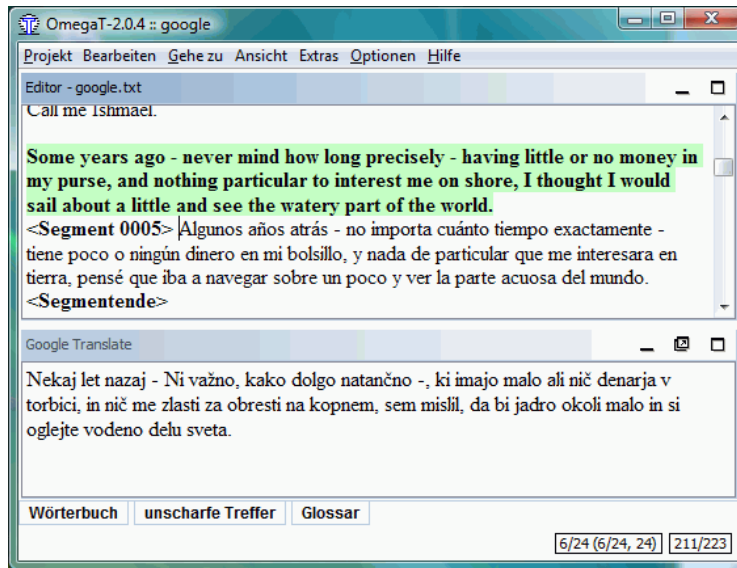 OmegaT-2.0.4 :: google
Projekt Bearbeiten Gehe zu Ansicht Extras Optionen Hilfe
Editor - google.txt
Call me Ishmael.
Some years ago - never mind how long precisely - having little or no money in
my purse, and nothing particular to interest me on shore, I thought I would
sail about a little and see the watery part of the world.
<Segment 0005> Algunos años atrás - no importa cuánto tiempo exactamente -
tiene poco o ningún dinero en mi bolsillo, y nada de particular que me interesara en
tierra, pensé que iba a navegar sobre un poco y ver la parte acuosa del mundo.
<Segmentende>
Google Translate
Nekaj let nazaj - Ni važno, kako dolgo natančno -, ki imajo malo ali nič denarja v
torbici, in nič me zlasti za obresti na kopnem, sem mislil, da bi jadro okoli malo in si
oglejte vodeno delu sveta.
Wörterbuch unscharfe Treffer Glossar
6/24 (6/24, 24) 211/223